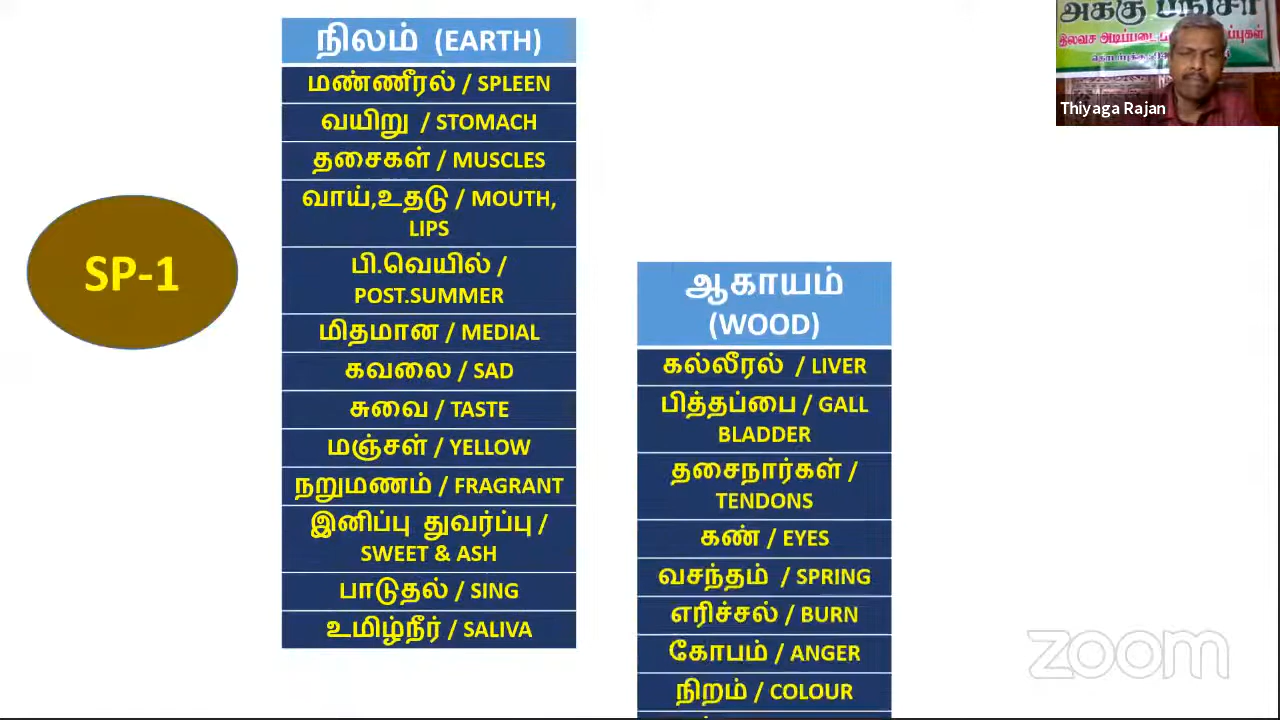 நிலம் (EARTH)
மண்ணீரல் / SPLEEN
வயிறு / STOMACH
தசைகள் / MUSCLES
வாய்,உதடு / MOUTH,
LIPS
பி.வெயில் /
POST.SUMMER
மிதமான / MEDIAL
கவலை / SAD
சுவை / TASTE
மஞ்சள் / YELLOW
நறுமணம் / FRAGRANT
இனிப்பு துவர்ப்பு /
SWEET & ASH
பாடுதல் / SING
உமிழ்நீர் / SALIVA
SP-1
ஆகாயம்
(WOOD)
கல்லீரல் / LIVER
பித்தப்பை / GALL
BLADDER
தசைநார்கள் /
TENDONS
கண் / EYES
வசந்தம் / SPRING
எரிச்சல் / BURN
கோபம் / ANGER
நிறம் / COLOUR
அக்கு
அடிப்படை
Thiyaga Rajan
zoom